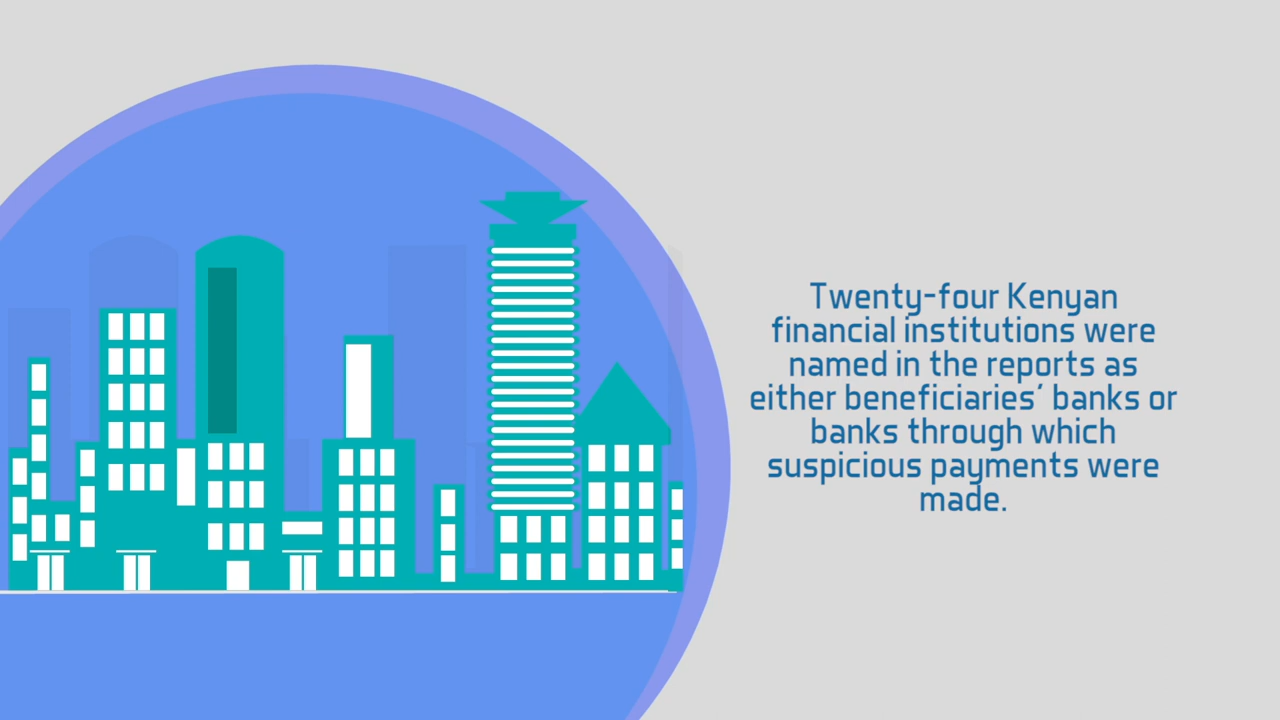 Twenty-four Kenyan
financial institutions were
named in the reports as
either beneficiaries’ banks or
banks through which
suspicious payments were
made.